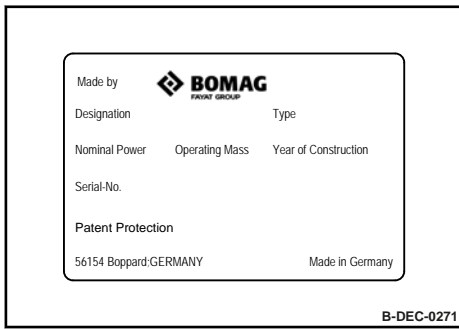 Made by BOMAG
FAYAT GROUP
Designation Type
Nominal Power Operating Mass Year of Construction
Serial-No.
Patent Protection
56154 Boppard;GERMANY Made in Germany
B-DEC-0271